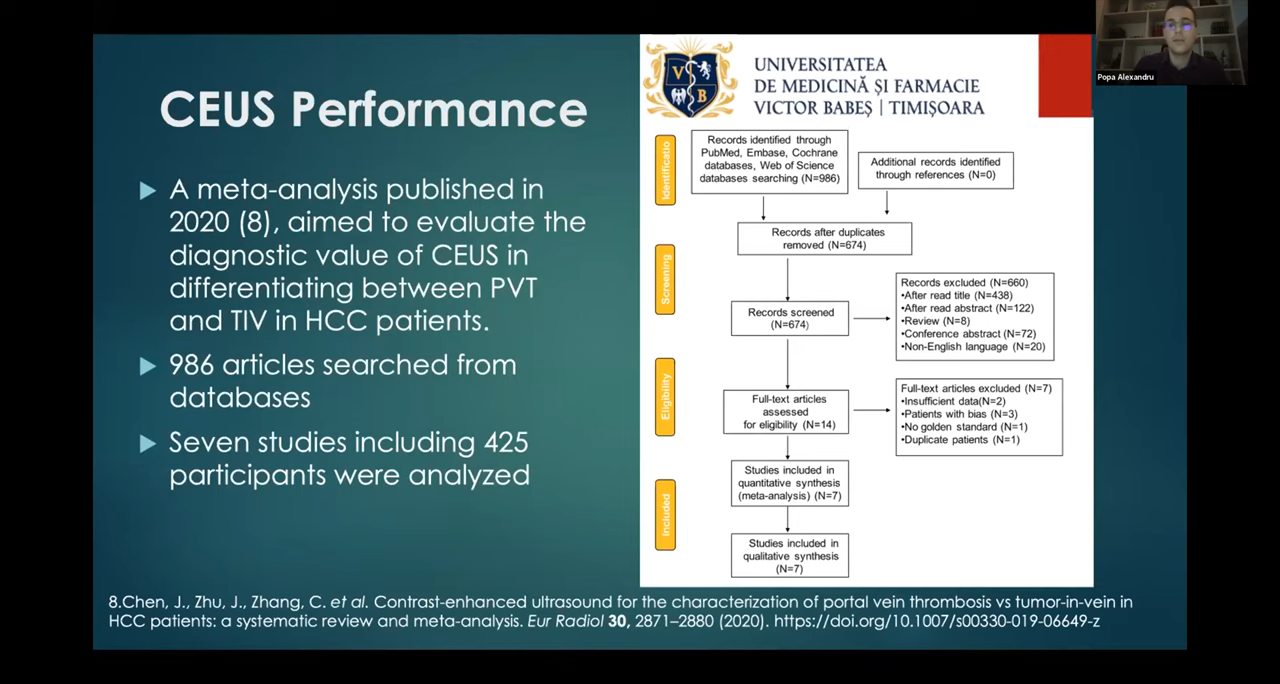 Popa Alexandru
CEUS Performance
A meta-analysis published in
2020 (8), aimed to evaluate the
diagnostic value of CEUS in
differentiating between PVT
and TIV in HCC patients.
986 articles searched from
databases
Seven studies including 425
participants were analyzed
V
B
UNIVERSITATEA
DE MEDICINĂ ȘI FARMACIE
VICTOR BABEȘ | TIMIȘOARA
Identificatio
Records identified through
PubMed, Embase, Cochrane
databases, Web of Science
databases searching (N=986)
Additional records identified
through references (N=0)
Records after duplicates
removed (N=674)
Screening
Records screened
(N=674)
Records excluded (N=660)
•After read title (N=438)
•After read abstract (N=122)
•Review (N=8)
•Conference abstract (N=72)
•Non-English language (N=20)
Eligibility
Full-text articles
assessed
for eligibility (N=14)
Full-text articles excluded (N=7)
•Insufficient data(N=2)
•Patients with bias (N=3)
•No golden standard (N=1)
•Duplicate patients (N=1)
Included
Studies included in
quantitative synthesis
(meta-analysis) (N=7)
Studies included in
qualitative synthesis
(N=7)
8.Chen, J., Zhu, J., Zhang, C. et al. Contrast-enhanced ultrasound for the characterization of portal vein thrombosis vs tumor-in-vein in
HCC patients: a systematic review and meta-analysis. Eur Radiol 30, 2871–2880 (2020). https://doi.org/10.1007/s00330-019-06649-z